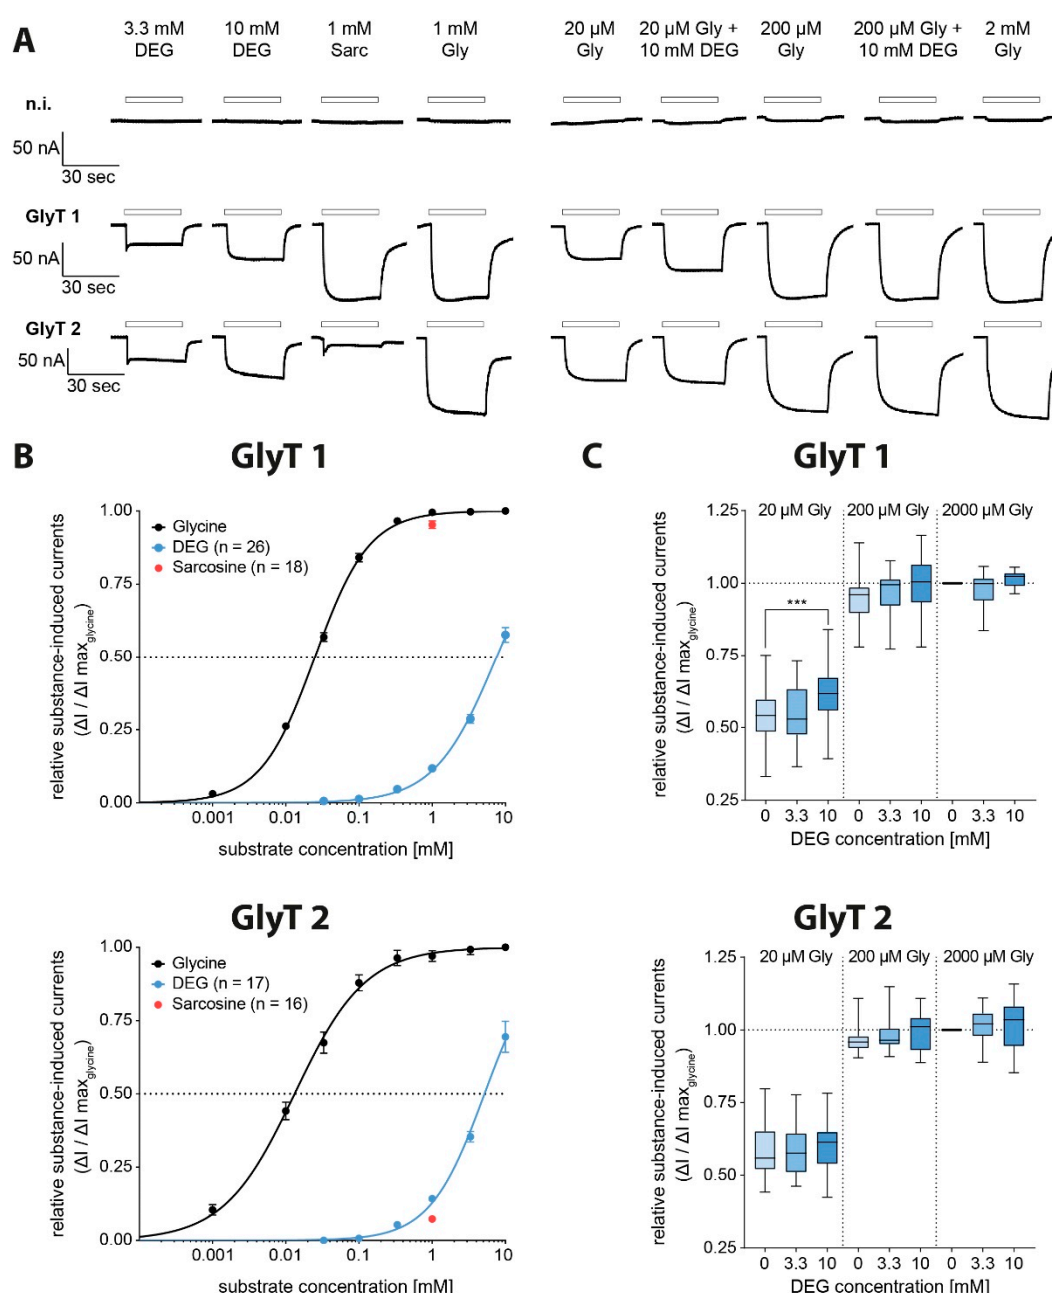 A
3.3 mM
DEG
10 mM
DEG
1 mM
Sarc
1 mM
Gly
20 µM
Gly
20 µM Gly +
10 mM DEG
200 µM
Gly
200 µM Gly +
10 mM DEG
2 mM
Gly
n.i.
50 nA
30 sec
GlyT 1
50 nA
30 sec
GlyT 2
50 nA
30 sec
B
GlyT 1
relative substance-induced currents
(ΔI / ΔI max glycine)
1.00
0.75
0.50
0.25
0.00
Glycine
DEG (n = 26)
Sarcosine (n = 18)
0.001
0.01
0.1
1
10
substrate concentration [mM]
C
GlyT 1
relative substance-induced currents
(ΔI / ΔI max glycine)
20 µM Gly
200 µM Gly
2000 µM Gly
1.25
1.00
0.75
0.50
0.25
***
0 3.3 10 0 3.3 10 0 3.3 10
DEG concentration [mM]
GlyT 2
relative substance-induced currents
(ΔI / ΔI max glycine)
1.00
0.75
0.50
0.25
0.00
Glycine
DEG (n = 17)
Sarcosine (n = 16)
0.001
0.01
0.1
1
10
substrate concentration [mM]
GlyT 2
relative substance-induced currents
(ΔI / ΔI max glycine)
20 µM Gly
200 µM Gly
2000 µM Gly
1.25
1.00
0.75
0.50
0.25
0 3.3 10 0 3.3 10 0 3.3 10
DEG concentration [mM]